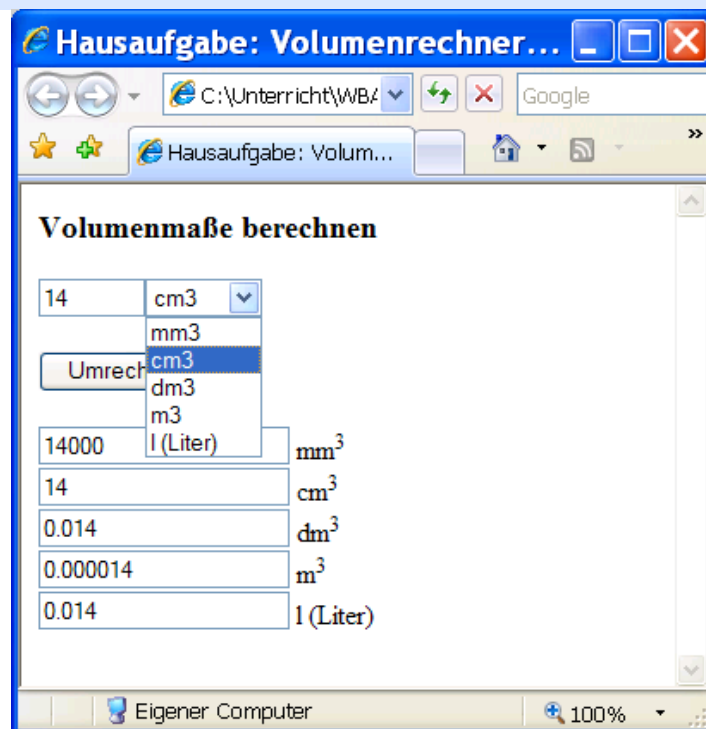 Hausaufgabe: Volumenrechner...
C:\Unterricht\WBA
Google
Hausaufgabe: Volum...
»
Volumenmaße berechnen
14 cm3
mm3
Umrech cm3
dm3
m3
l (Liter)
14000 mm³
14 cm³
0.014 dm³
0.000014 m³
0.014 l (Liter)
Eigener Computer 100%